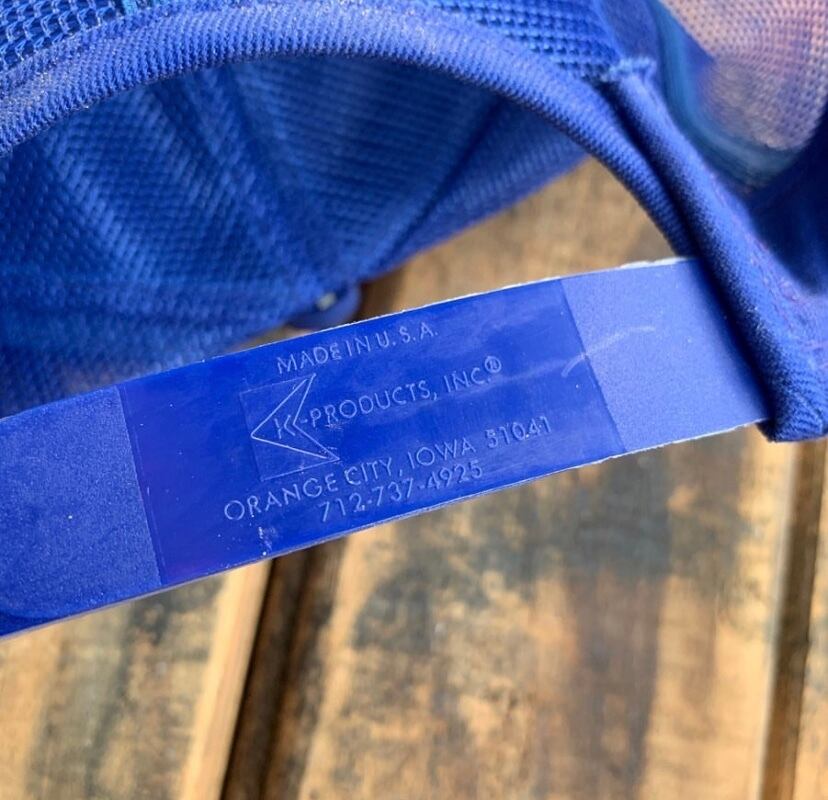 MADE IN U.S.A.
K-PRODUCTS, INC.®
ORANGE CITY, IOWA 51041
712-737-4925